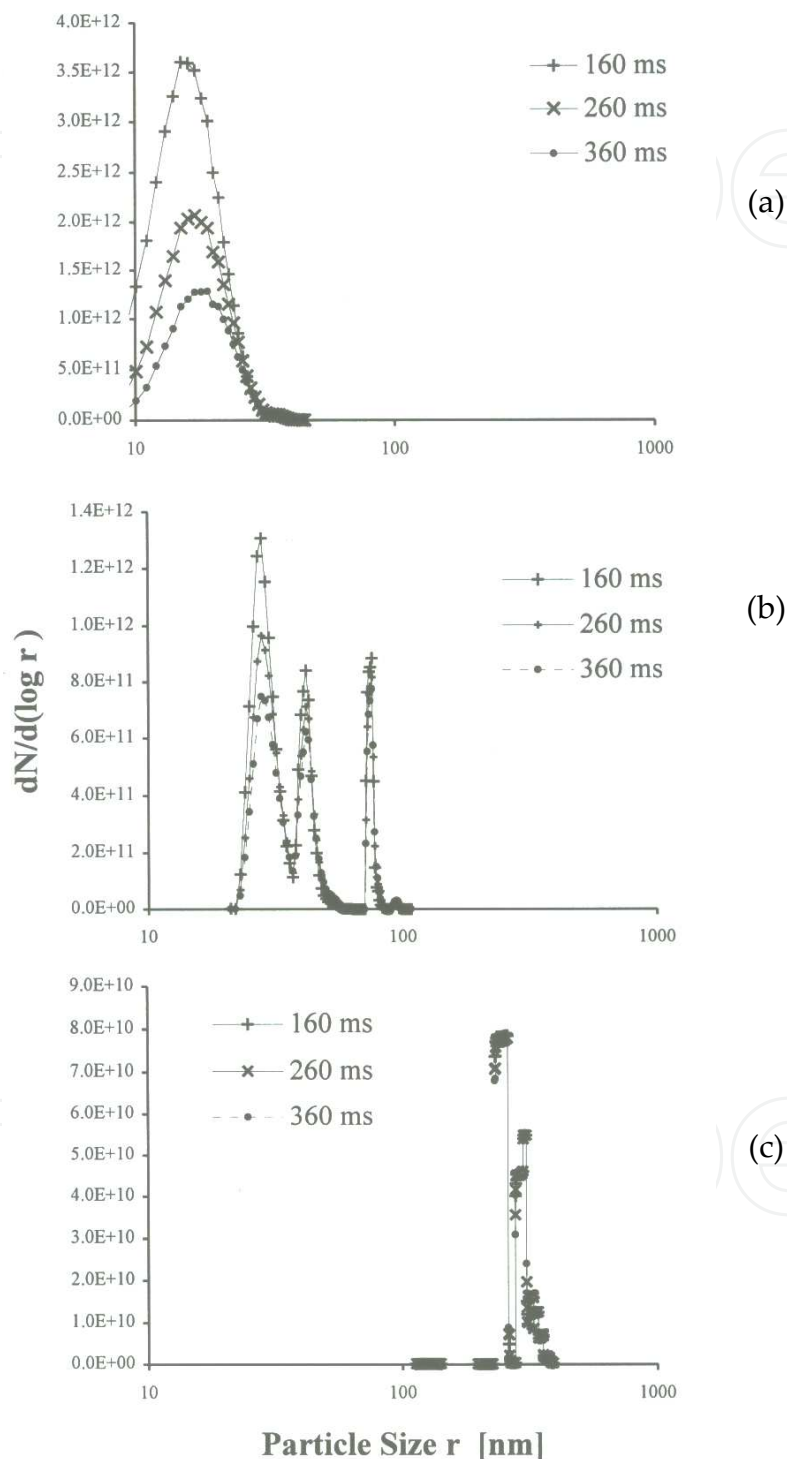 4.0E+12
3.5E+12
3.0E+12
2.5E+12
2.0E+12
1.5E+12
1.0E+12
5.0E+11
0.0E+00
10
100
1000
160 ms
260 ms
360 ms
(a)
1.4E+12
1.2E+12
1.0E+12
8.0E+11
6.0E+11
4.0E+11
2.0E+11
0.0E+00
10
100
1000
160 ms
260 ms
360 ms
(b)
dN/d(log r )
9.0E+10
8.0E+10
7.0E+10
6.0E+10
5.0E+10
4.0E+10
3.0E+10
2.0E+10
1.0E+10
0.0E+00
10
100
1000
160 ms
260 ms
360 ms
(c)
Particle Size r [nm]